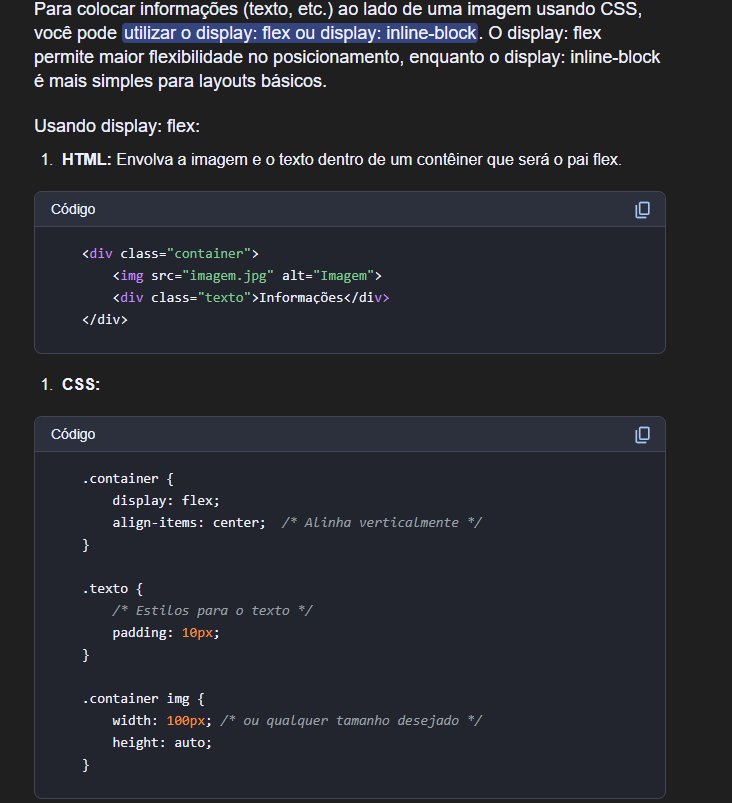 Para colocar informações (texto, etc.) ao lado de uma imagem usando CSS,
você pode utilizar o display: flex ou display: inline-block. O display: flex
permite maior flexibilidade no posicionamento, enquanto o display: inline-block
é mais simples para layouts básicos.
Usando display: flex:
1. HTML: Envolva a imagem e o texto dentro de um contêiner que será o pai flex.
Código
<div class="container">
    <img src="imagem.jpg" alt="Imagem">
    <div class="texto">Informações</div>
</div>
1. CSS:
Código
.container {
    display: flex;
    align-items: center;  /* Alinha verticalmente */
}
.texto {
    /* Estilos para o texto */
    padding: 10px;
}
.container img {
    width: 100px; /* ou qualquer tamanho desejado */
    height: auto;
}